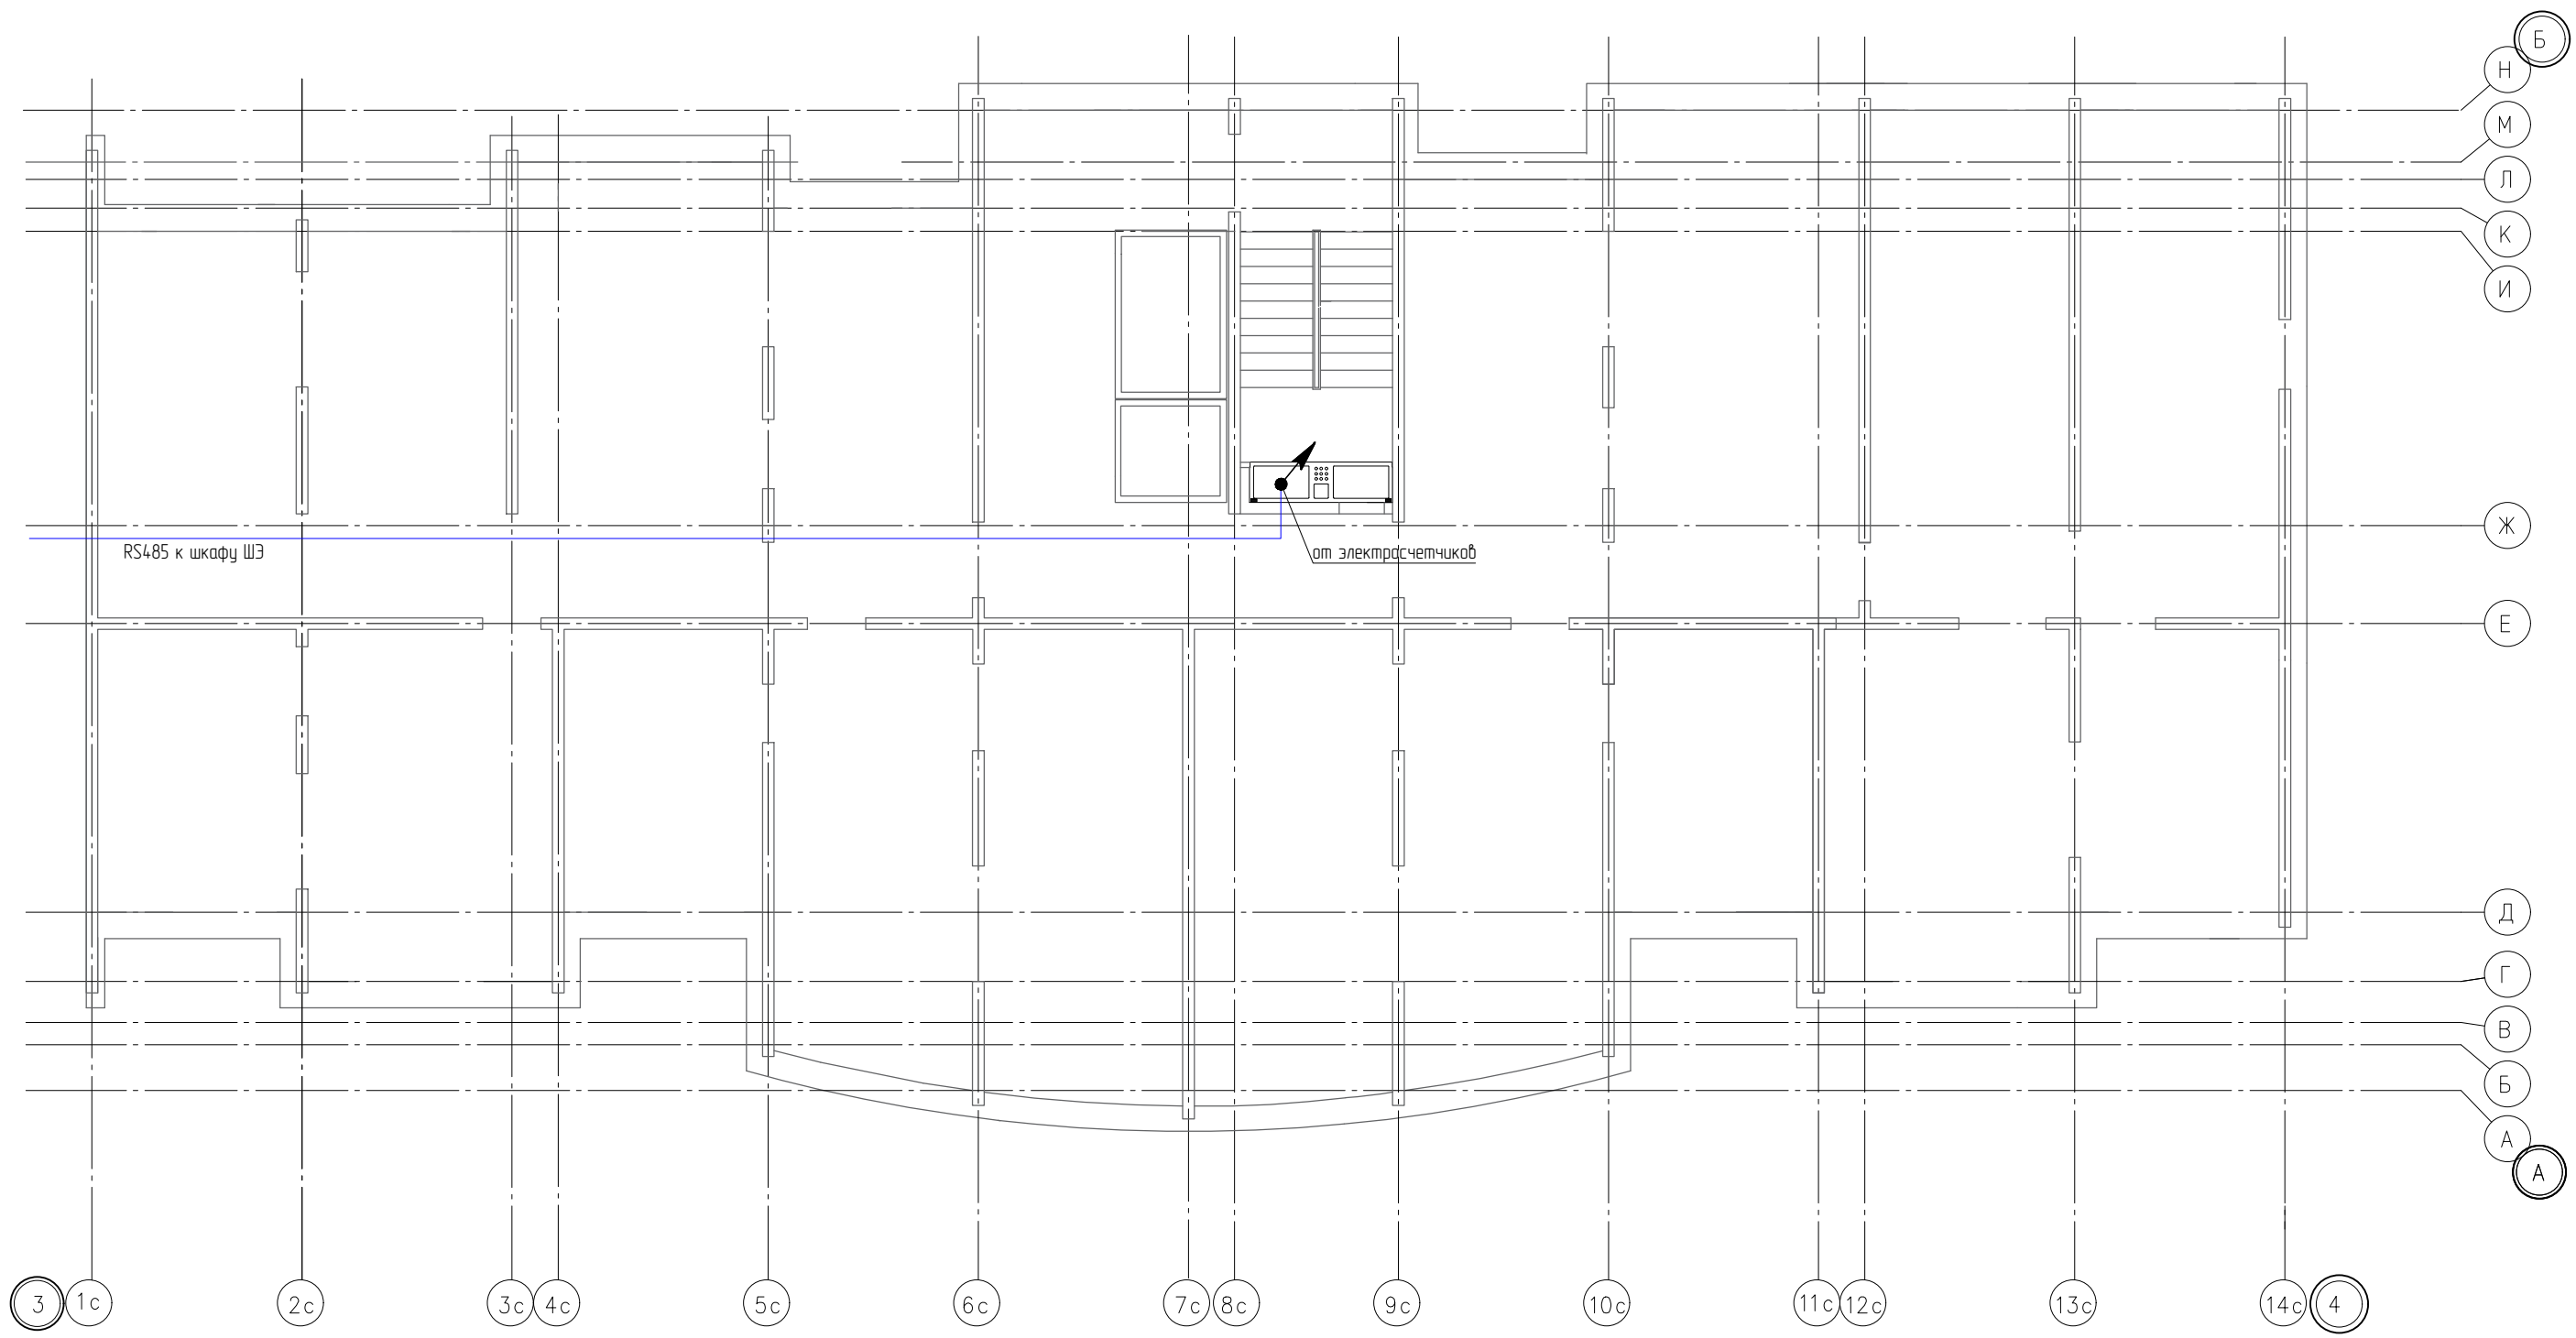 Б
Н
М
Л
К
И
Ж
RS485 к шкафу ШЭ
от электросчетчиков
Е
Д
Г
В
Б
А
А
3
1с
2с
3с
4с
5с
6с
7с
8с
9с
10с
11с
12с
13с
14с
4